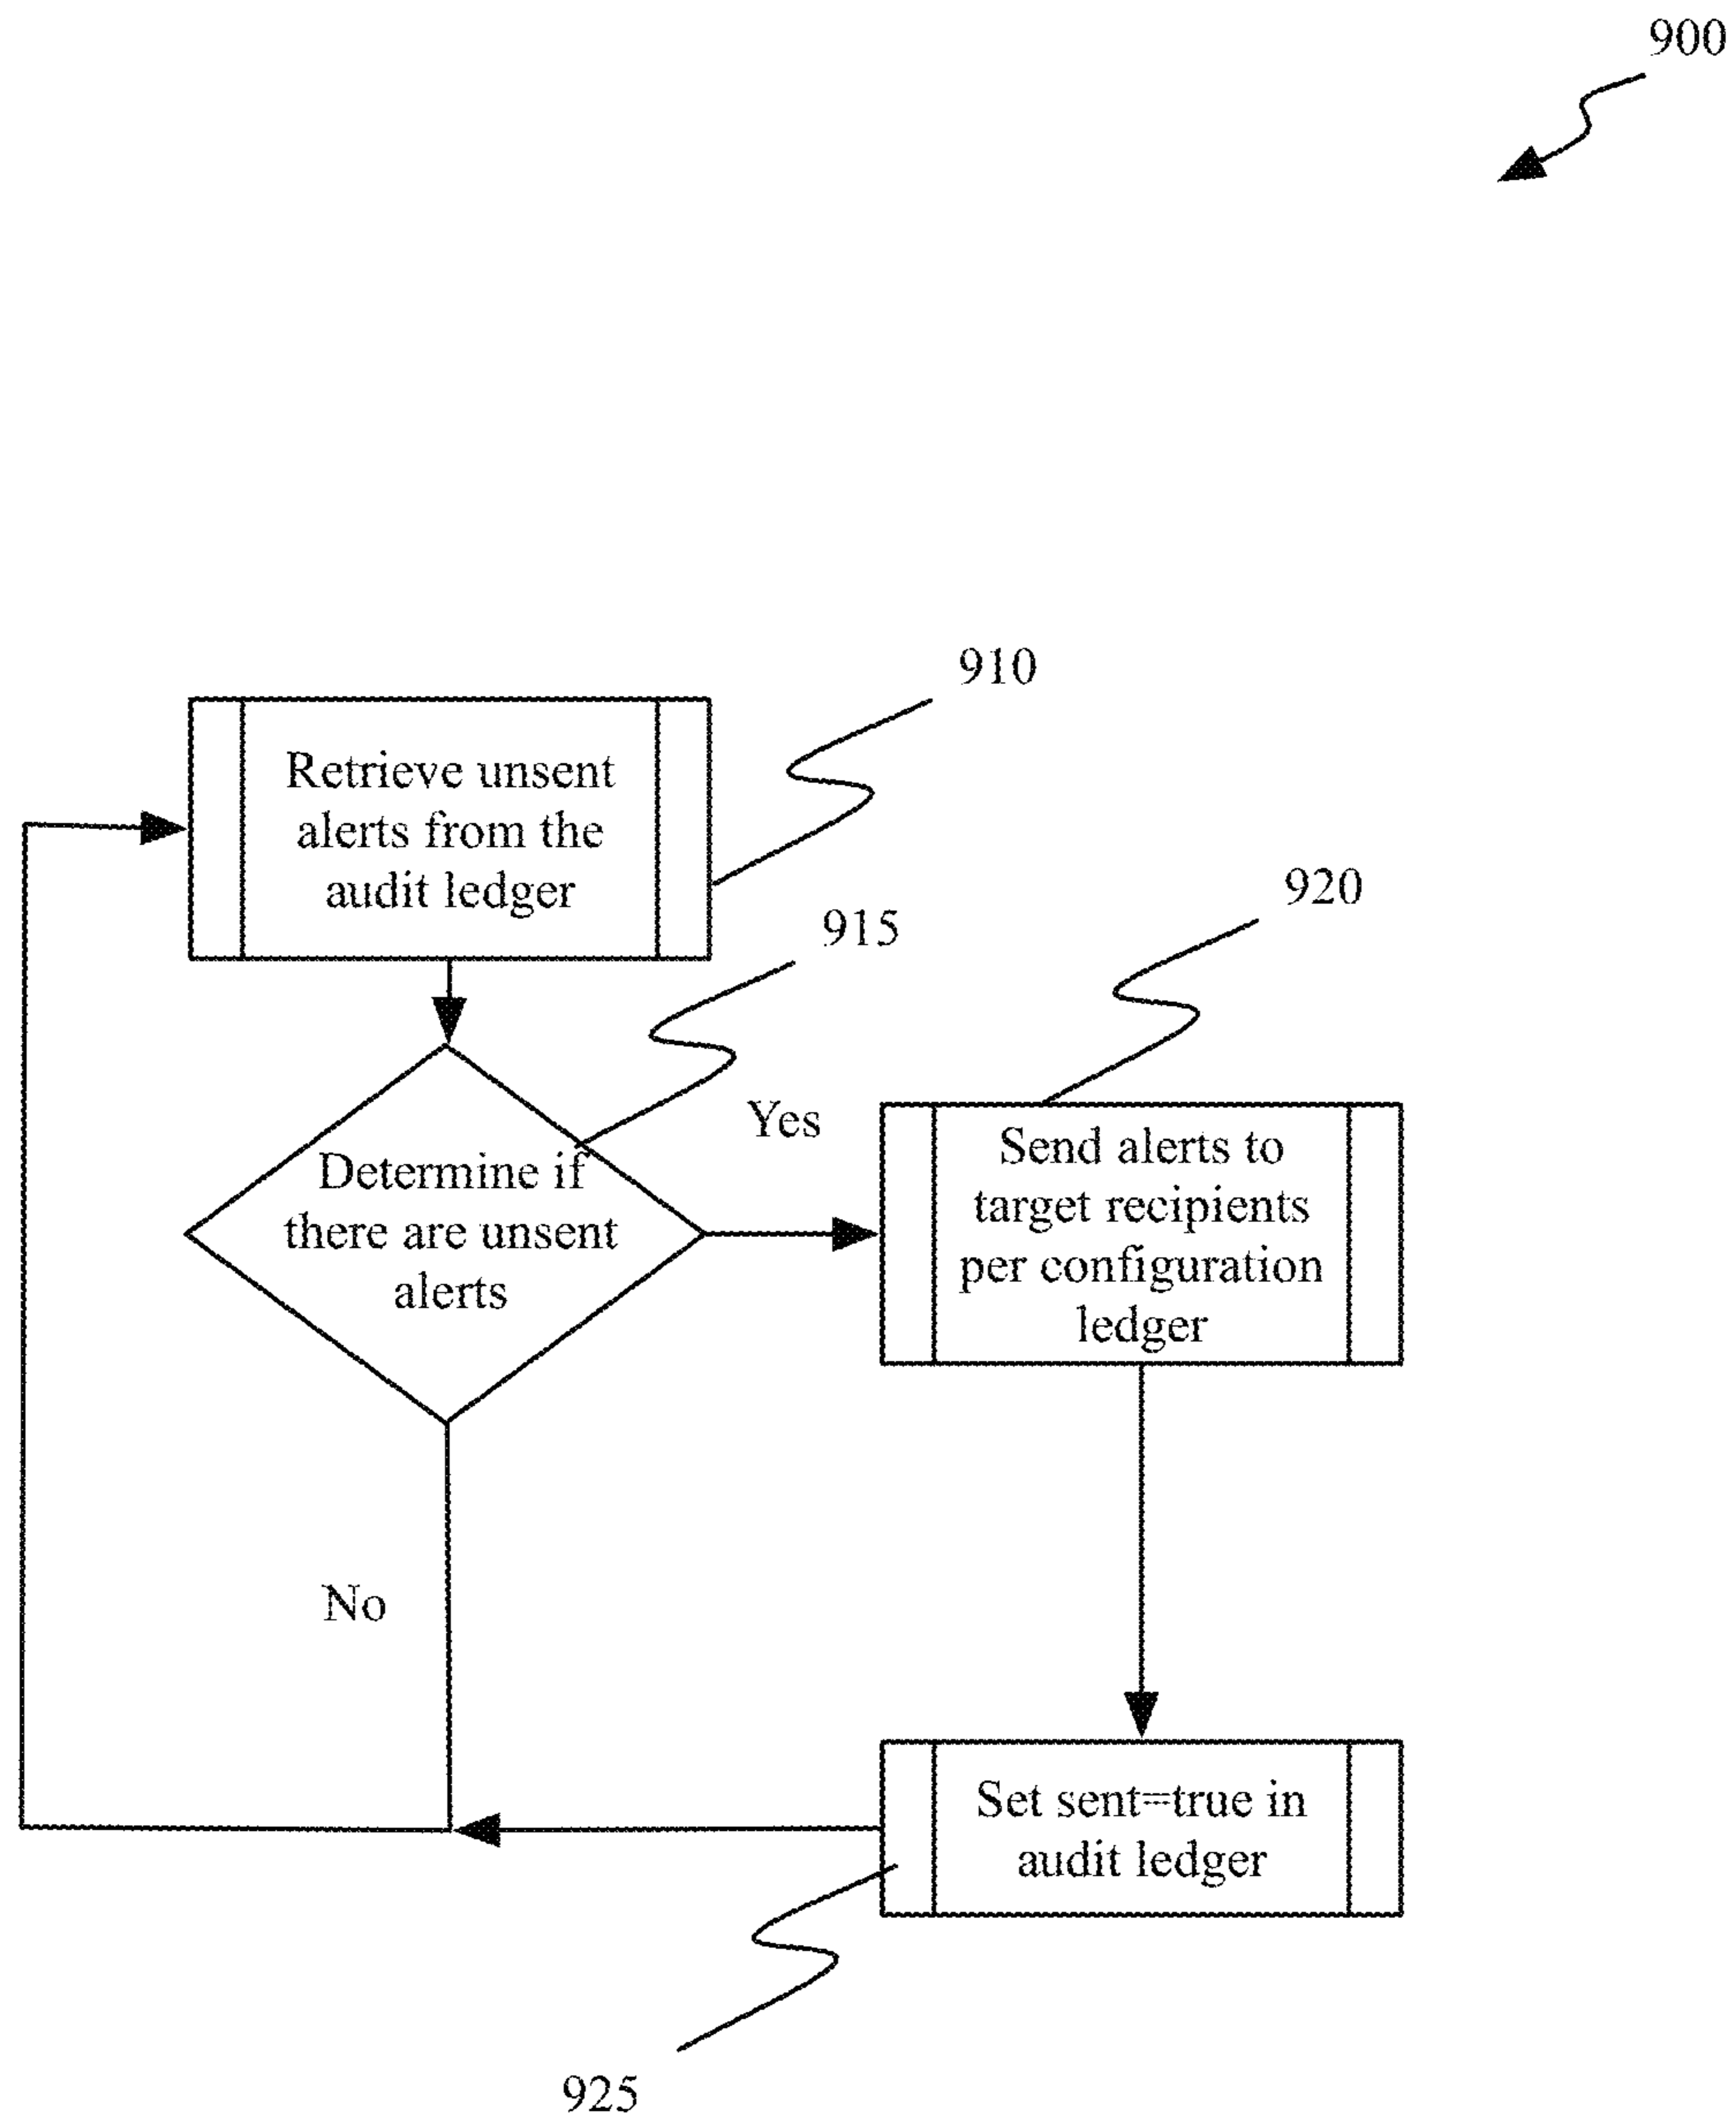 900
910
Retrieve unsent
alerts from the
audit ledger
915
920
Yes
Determine if
there are unsent
alerts
Send alerts to
target recipients
per configuration
ledger
No
Set sent=true in
audit ledger
925